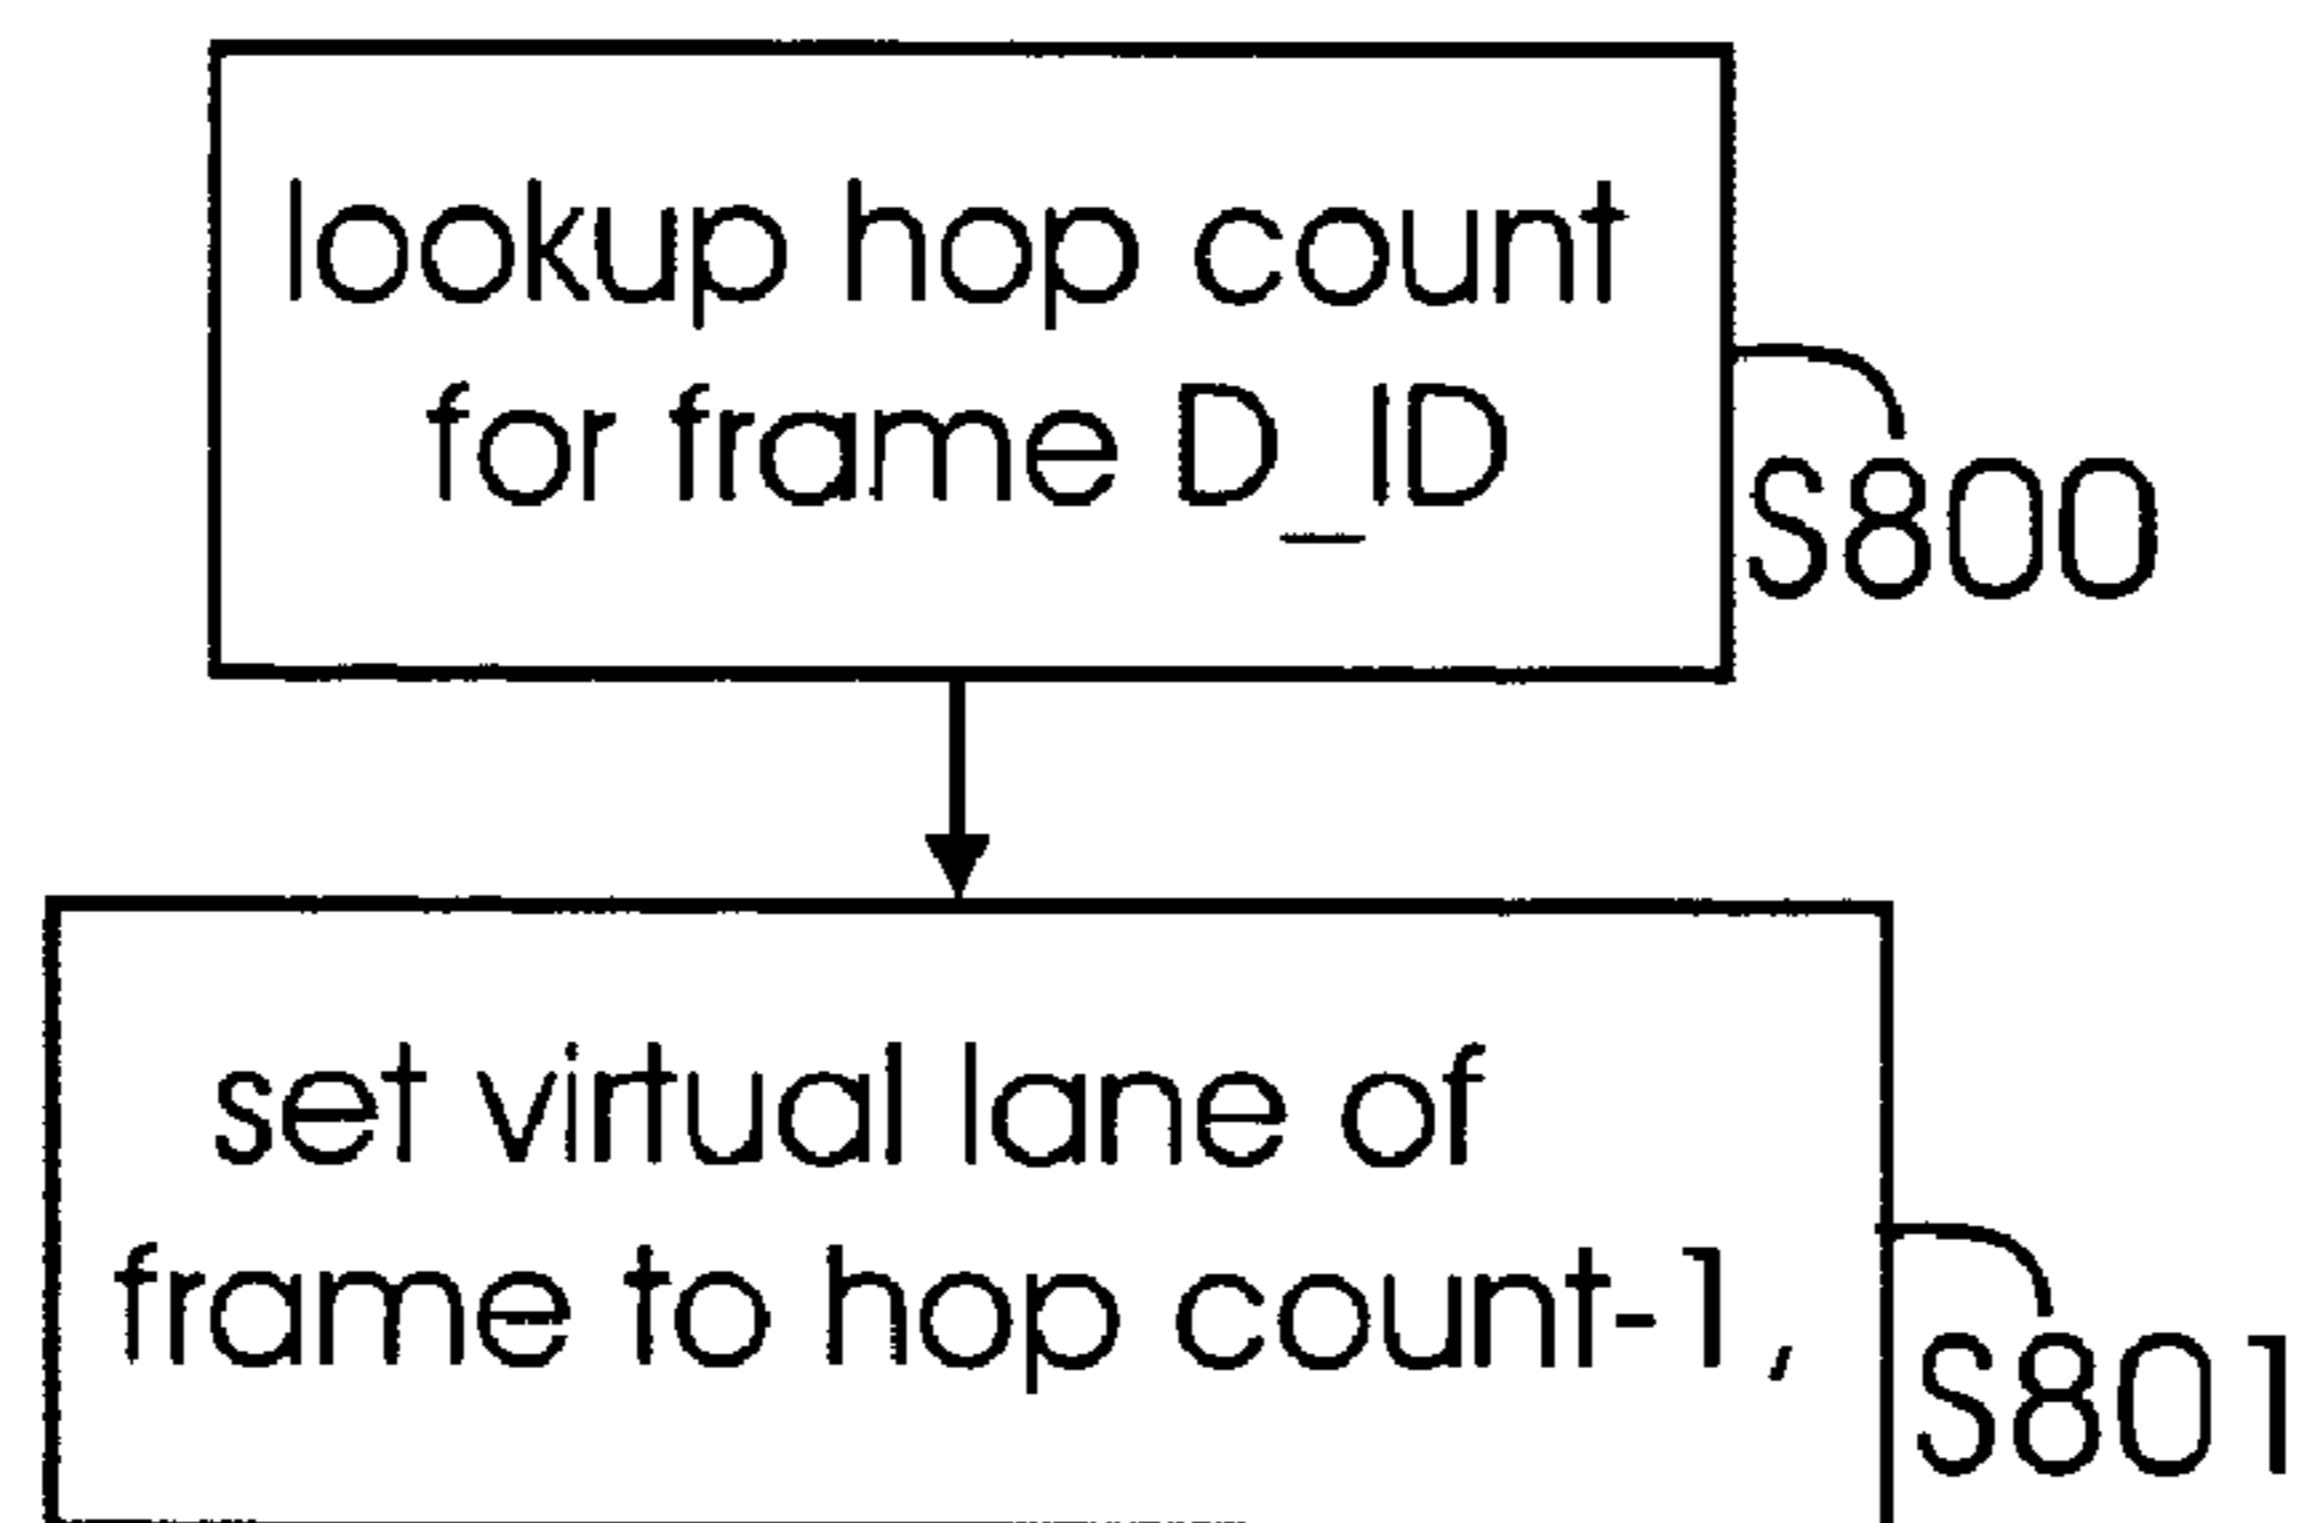 lookup hop count
for frame D_ID
S800
set virtual lane of
frame to hop count-1,
S801